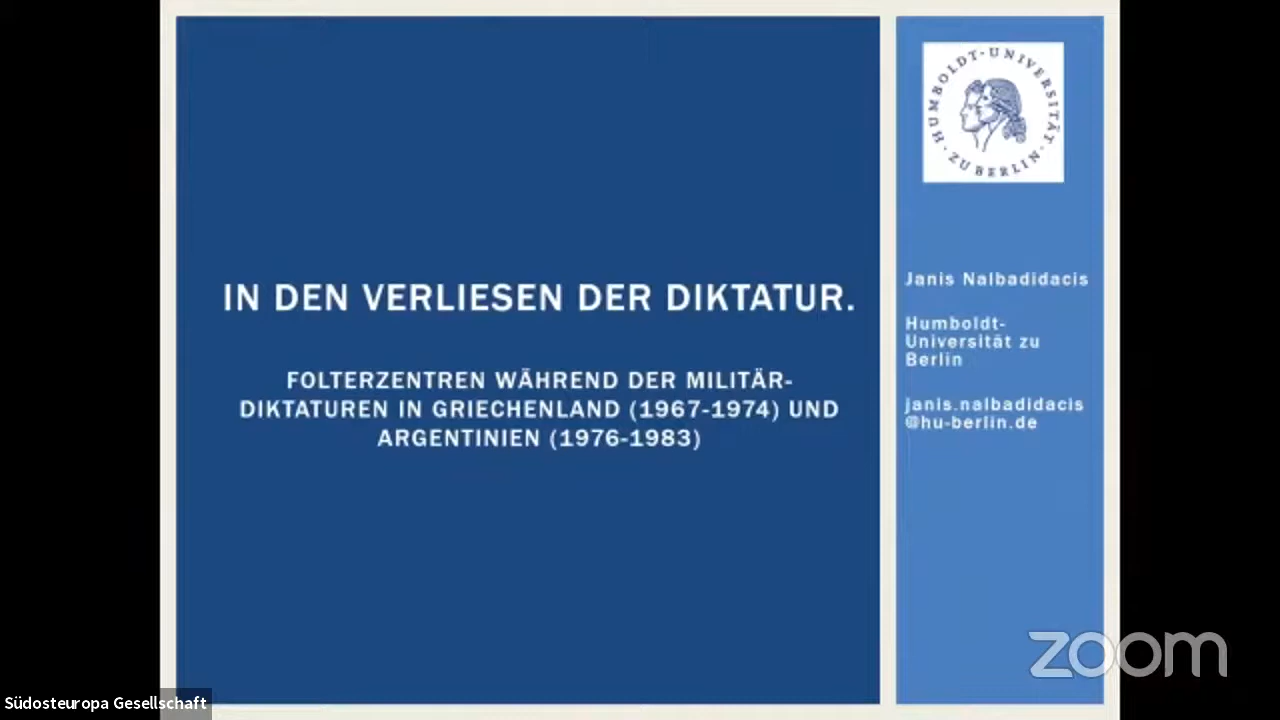 IN DEN VERLIESEN DER DIKTATUR.
FOLTERZENTREN WÄHREND DER MILITÄR-
DIKTATUREN IN GRIECHENLAND (1967-1974) UND
ARGENTINIEN (1976-1983)
HUMBOLDT-UNIVERSITÄT
· ZU BERLIN ·
Janis Nalbadidacis
Humboldt-
Universität zu
Berlin
janis.nalbadidacis
@hu-berlin.de
zoom
Südosteuropa Gesellschaft